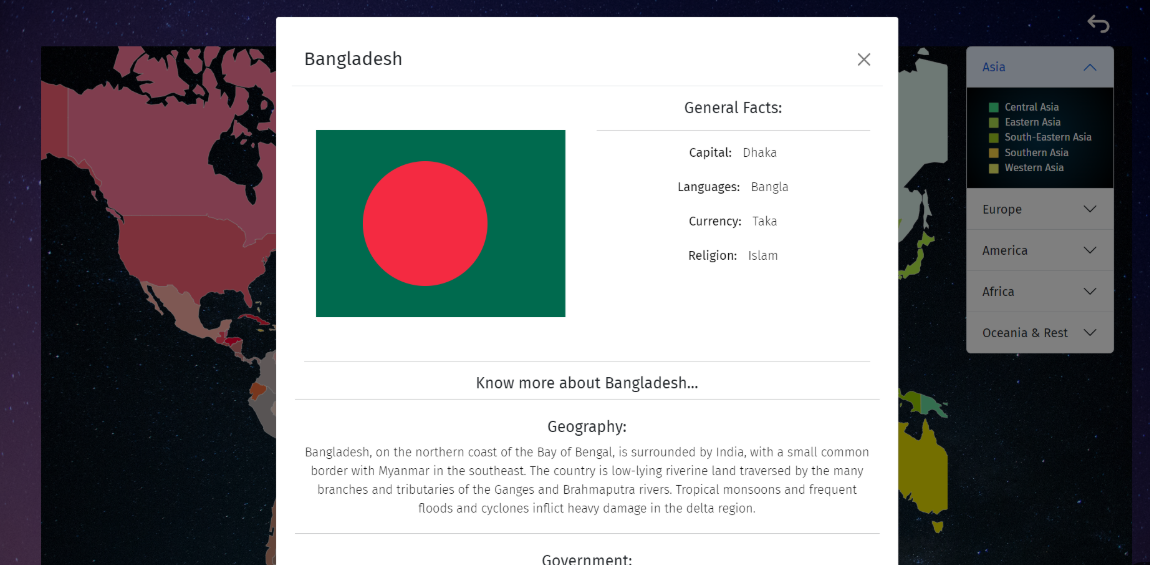 Bangladesh
General Facts:
Capital: Dhaka
Languages: Bangla
Currency: Taka
Religion: Islam
Know more about Bangladesh...
Geography:
Bangladesh, on the northern coast of the Bay of Bengal, is surrounded by India, with a small common
border with Myanmar in the southeast. The country is low-lying riverine land traversed by the many
branches and tributaries of the Ganges and Brahmaputra rivers. Tropical monsoons and frequent
floods and cyclones inflict heavy damage in the delta region.
Government:
Asia
Central Asia
Eastern Asia
South-Eastern Asia
Southern Asia
Western Asia
Europe
America
Africa
Oceania & Rest